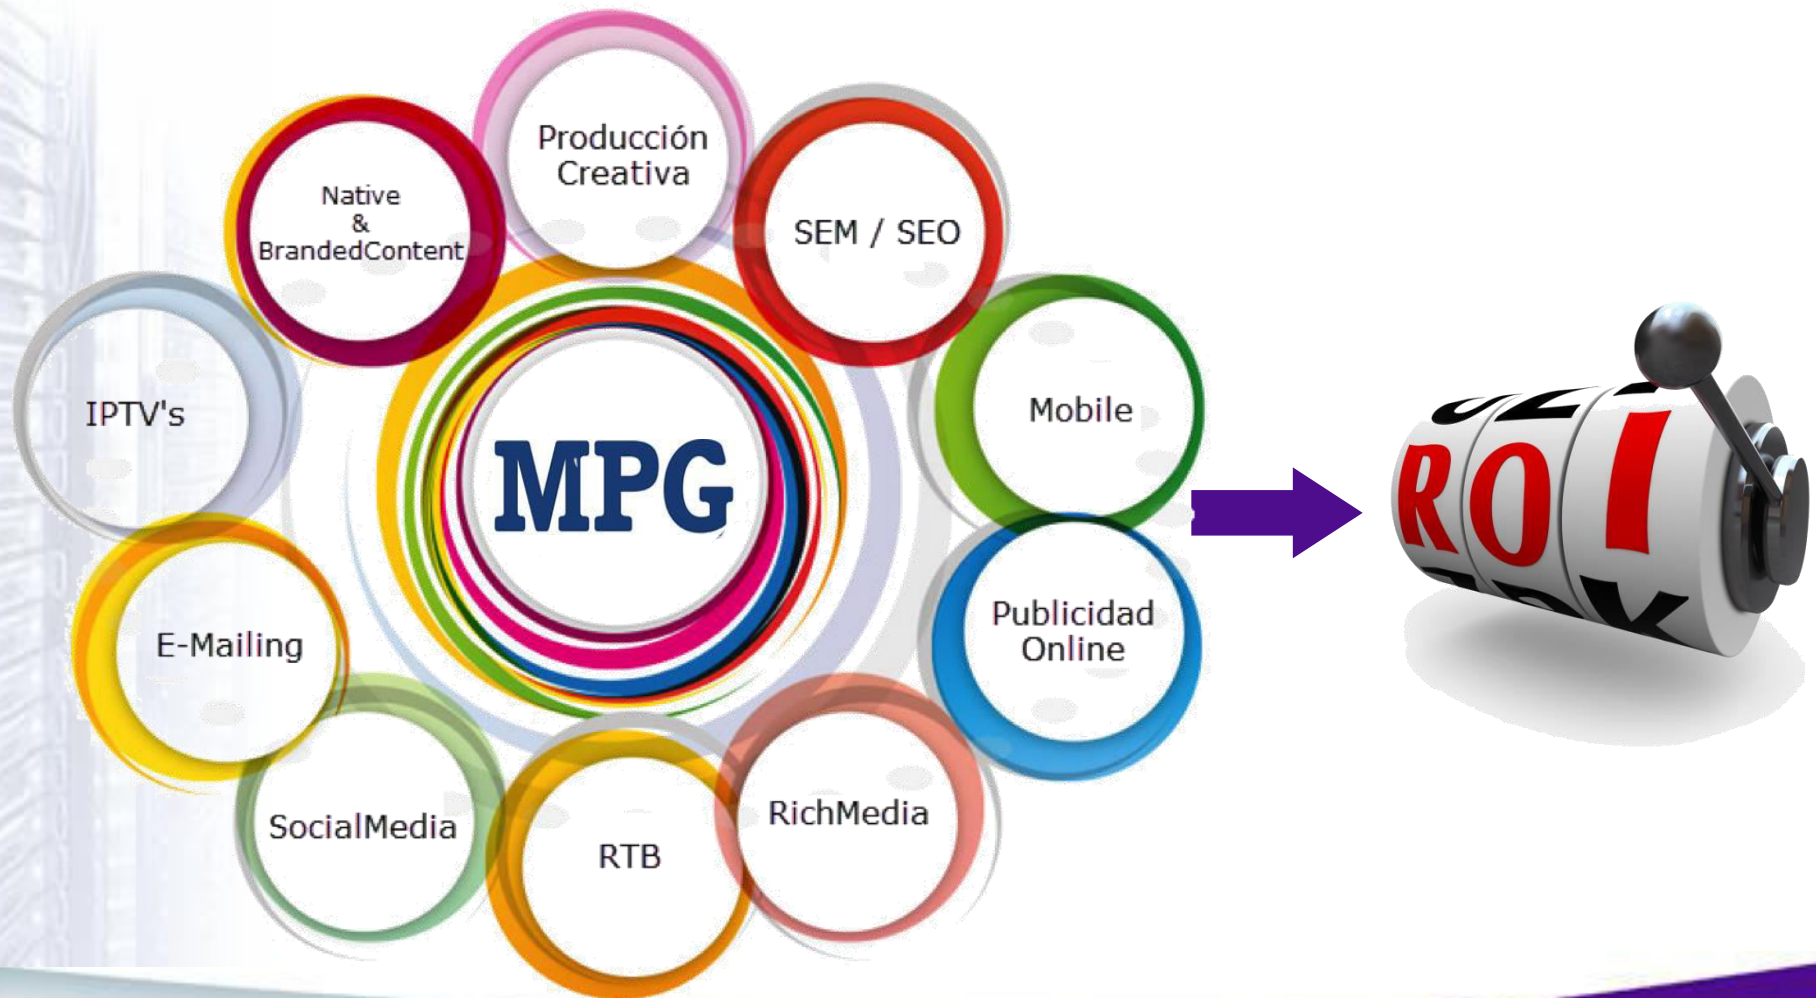 Producción
Creativa
SEM / SEO
Mobile
Publicidad
Online
RichMedia
RTB
SocialMedia
E-Mailing
IPTV's
Native
&
BrandedContent
MPG
ROI